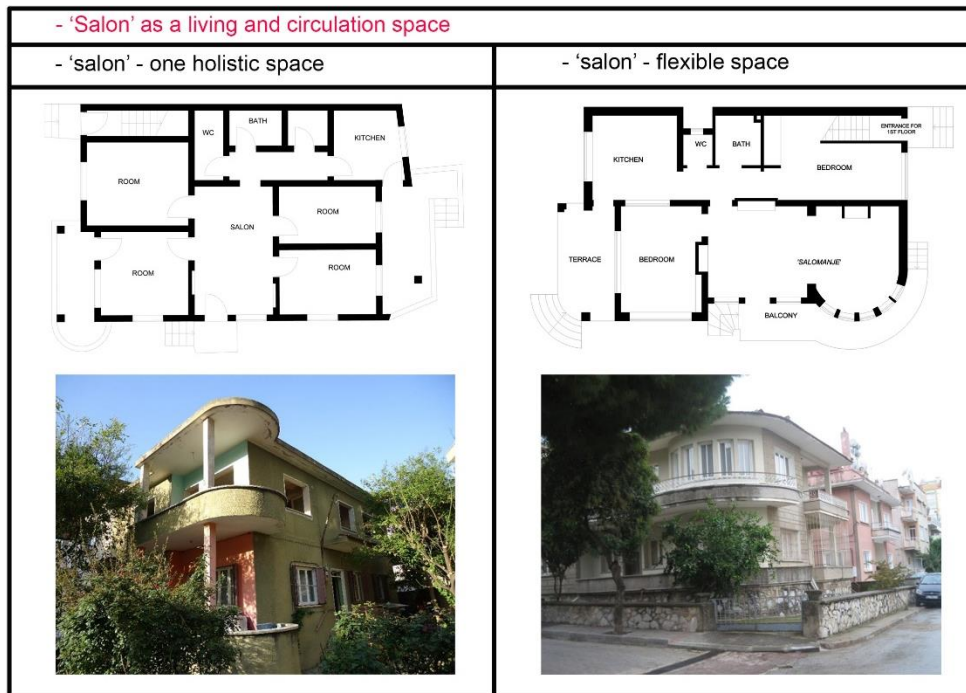 - ‘Salon’ as a living and circulation space
- ‘salon’ - one holistic space
- ‘salon’ - flexible space
WC
BATH
KITCHEN
ROOM
ROOM
SALON
ROOM
ROOM
KITCHEN
WC
BATH
ENTRANCE FOR
1ST FLOOR
BEDROOM
TERRACE
BEDROOM
'SALOMANJE'
BALCONY